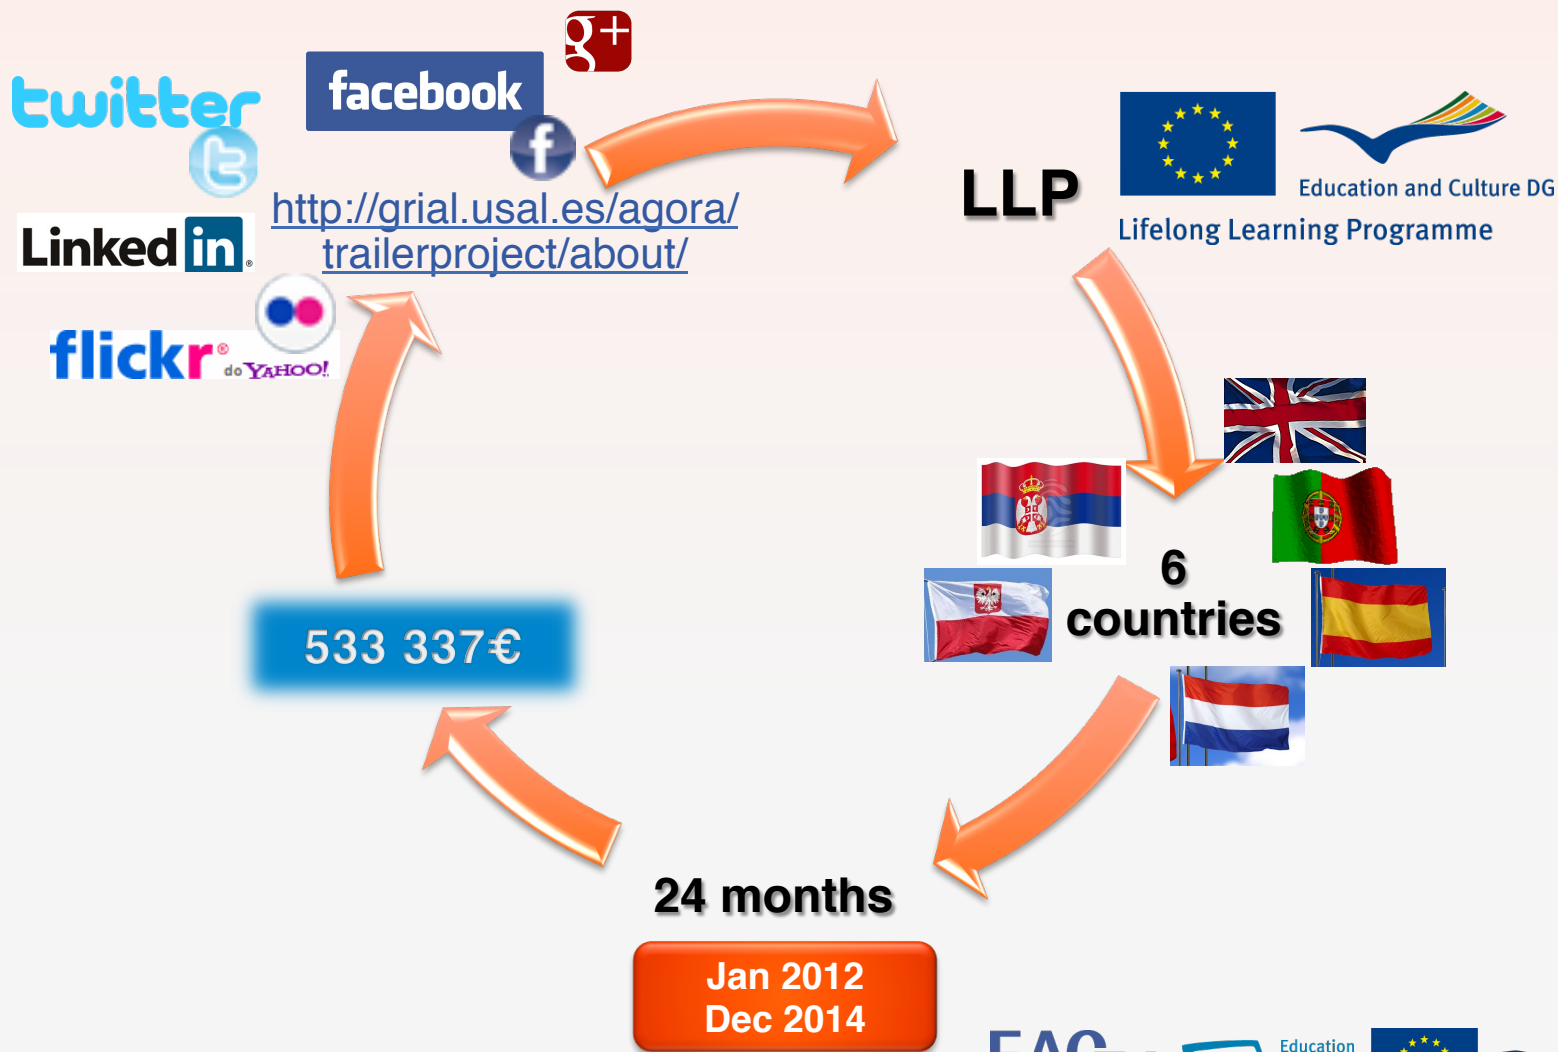 g+
twitter
facebook
f
t
http://grial.usal.es/agora/
trailerproject/about/
Linked in®
flickr®
do YAHOO!
LLP
Education and Culture DG
Lifelong Learning Programme
6
countries
533 337€
24 months
Jan 2012
Dec 2014
Education